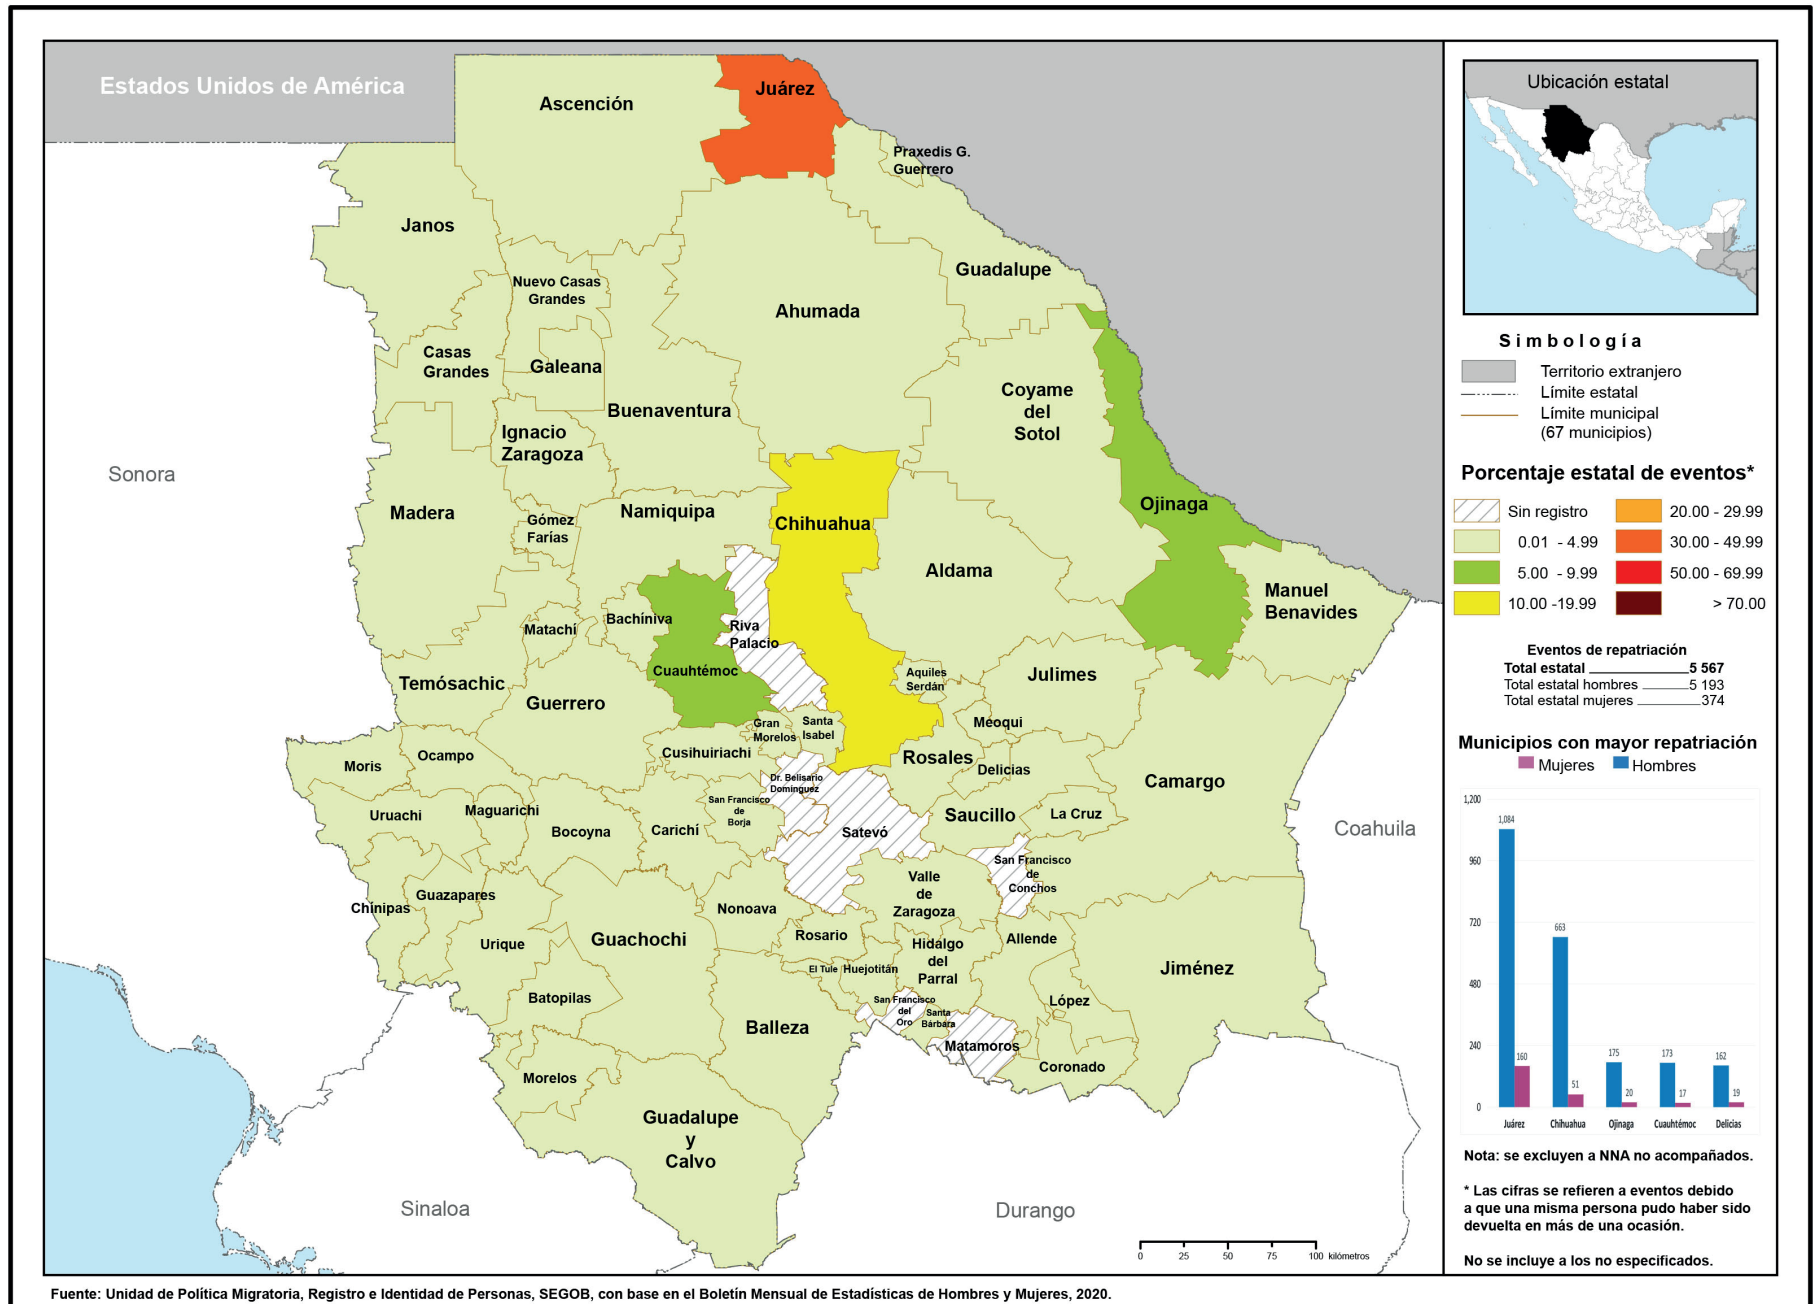 Estados Unidos de América
Ascención
Juárez
Praxedis G.
Guerrero
Janos
Guadalupe
Nuevo Casas
Grandes
Ahumada
Casas
Grandes
Galeana
Coyame
del
Sotol
Buenaventura
Ignacio
Zaragoza
Sonora
Ojinaga
Madera
Namiquipa
Chihuahua
Gómez
Farías
Aldama
Manuel
Benavides
Bachíniva
Matachí
Riva
Palacio
Cuauhtémoc
Aquiles
Serdán
Julimes
Temósachic
Guerrero
Gran
Morelos
Santa
Isabel
Meoqui
Cusihuiriachi
Rosales
Ocampo
Moris
Delicias
Dr. Belisario
Domínguez
Camargo
San Francisco
de
Borja
Maguarichi
Uruachi
Bocoyna
Carichí
Satevó
Saucillo
La Cruz
Coahuila
San Francisco
de
Conchos
Valle
de
Zaragoza
Guazapares
Chínipas
Nonoava
Rosario
Allende
Urique
Guachochi
Hidalgo
del
Parral
El Tule
Huejotitán
Jiménez
Batopilas
San Francisco
del
Oro
Santa
Bárbara
López
Balleza
Matamoros
Coronado
Morelos
Guadalupe
y
Calvo
Sinaloa
Durango
0 25 50 75 100 kilómetros
Ubicación estatal
Simbología
Territorio extranjero
Límite estatal
Límite municipal
(67 municipios)
Porcentaje estatal de eventos*
Sin registro
0.01 - 4.99
5.00 - 9.99
10.00 -19.99
20.00 - 29.99
30.00 - 49.99
50.00 - 69.99
> 70.00
Eventos de repatriación
Total estatal 5 567
Total estatal hombres 5 193
Total estatal mujeres 374
Municipios con mayor repatriación
Mujeres Hombres
1,200
960
720
480
240
0
1,084
160
663
51
175
20
173
17
162
19
Juárez Chihuahua Ojinaga Cuauhtémoc Delicias
Nota: se excluyen a NNA no acompañados.
* Las cifras se refieren a eventos debido
a que una misma persona pudo haber sido
devuelta en más de una ocasión.
No se incluye a los no especificados.
Fuente: Unidad de Política Migratoria, Registro e Identidad de Personas, SEGOB, con base en el Boletín Mensual de Estadísticas de Hombres y Mujeres, 2020.